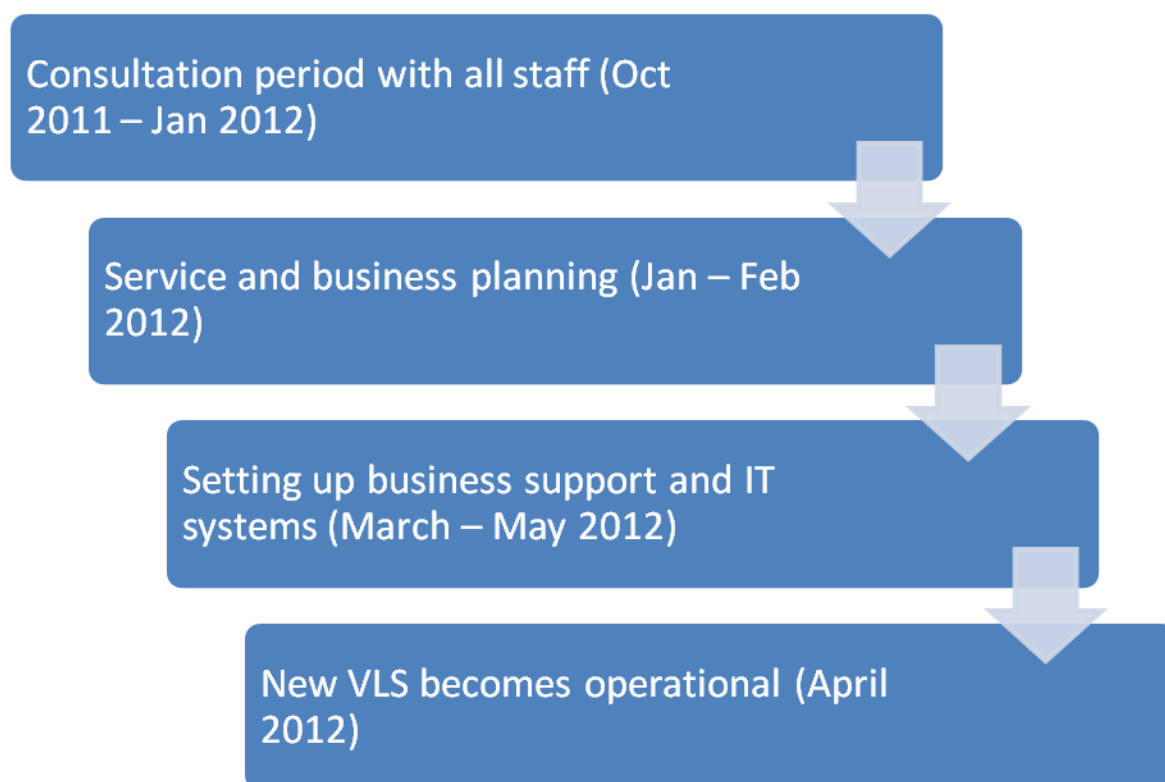 Consultation period with all staff (Oct
2011 – Jan 2012)
Service and business planning (Jan – Feb
2012)
Setting up business support and IT
systems (March – May 2012)
New VLS becomes operational (April
2012)